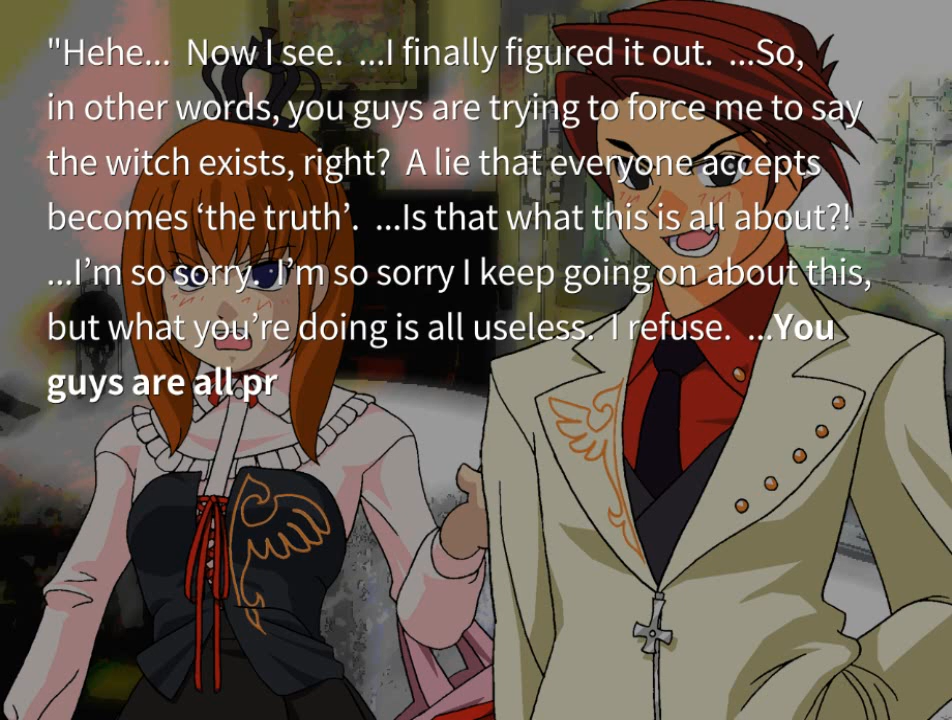 "Hehe...  Now I see.  ...I finally figured it out.  ...So,
in other words, you guys are trying to force me to say
the witch exists, right?  A lie that everyone accepts
becomes ‘the truth’.  ...Is that what this is all about?!
...I’m so sorry.  I’m so sorry I keep going on about this,
but what you’re doing is all useless.  I refuse.  ...You
guys are all pr